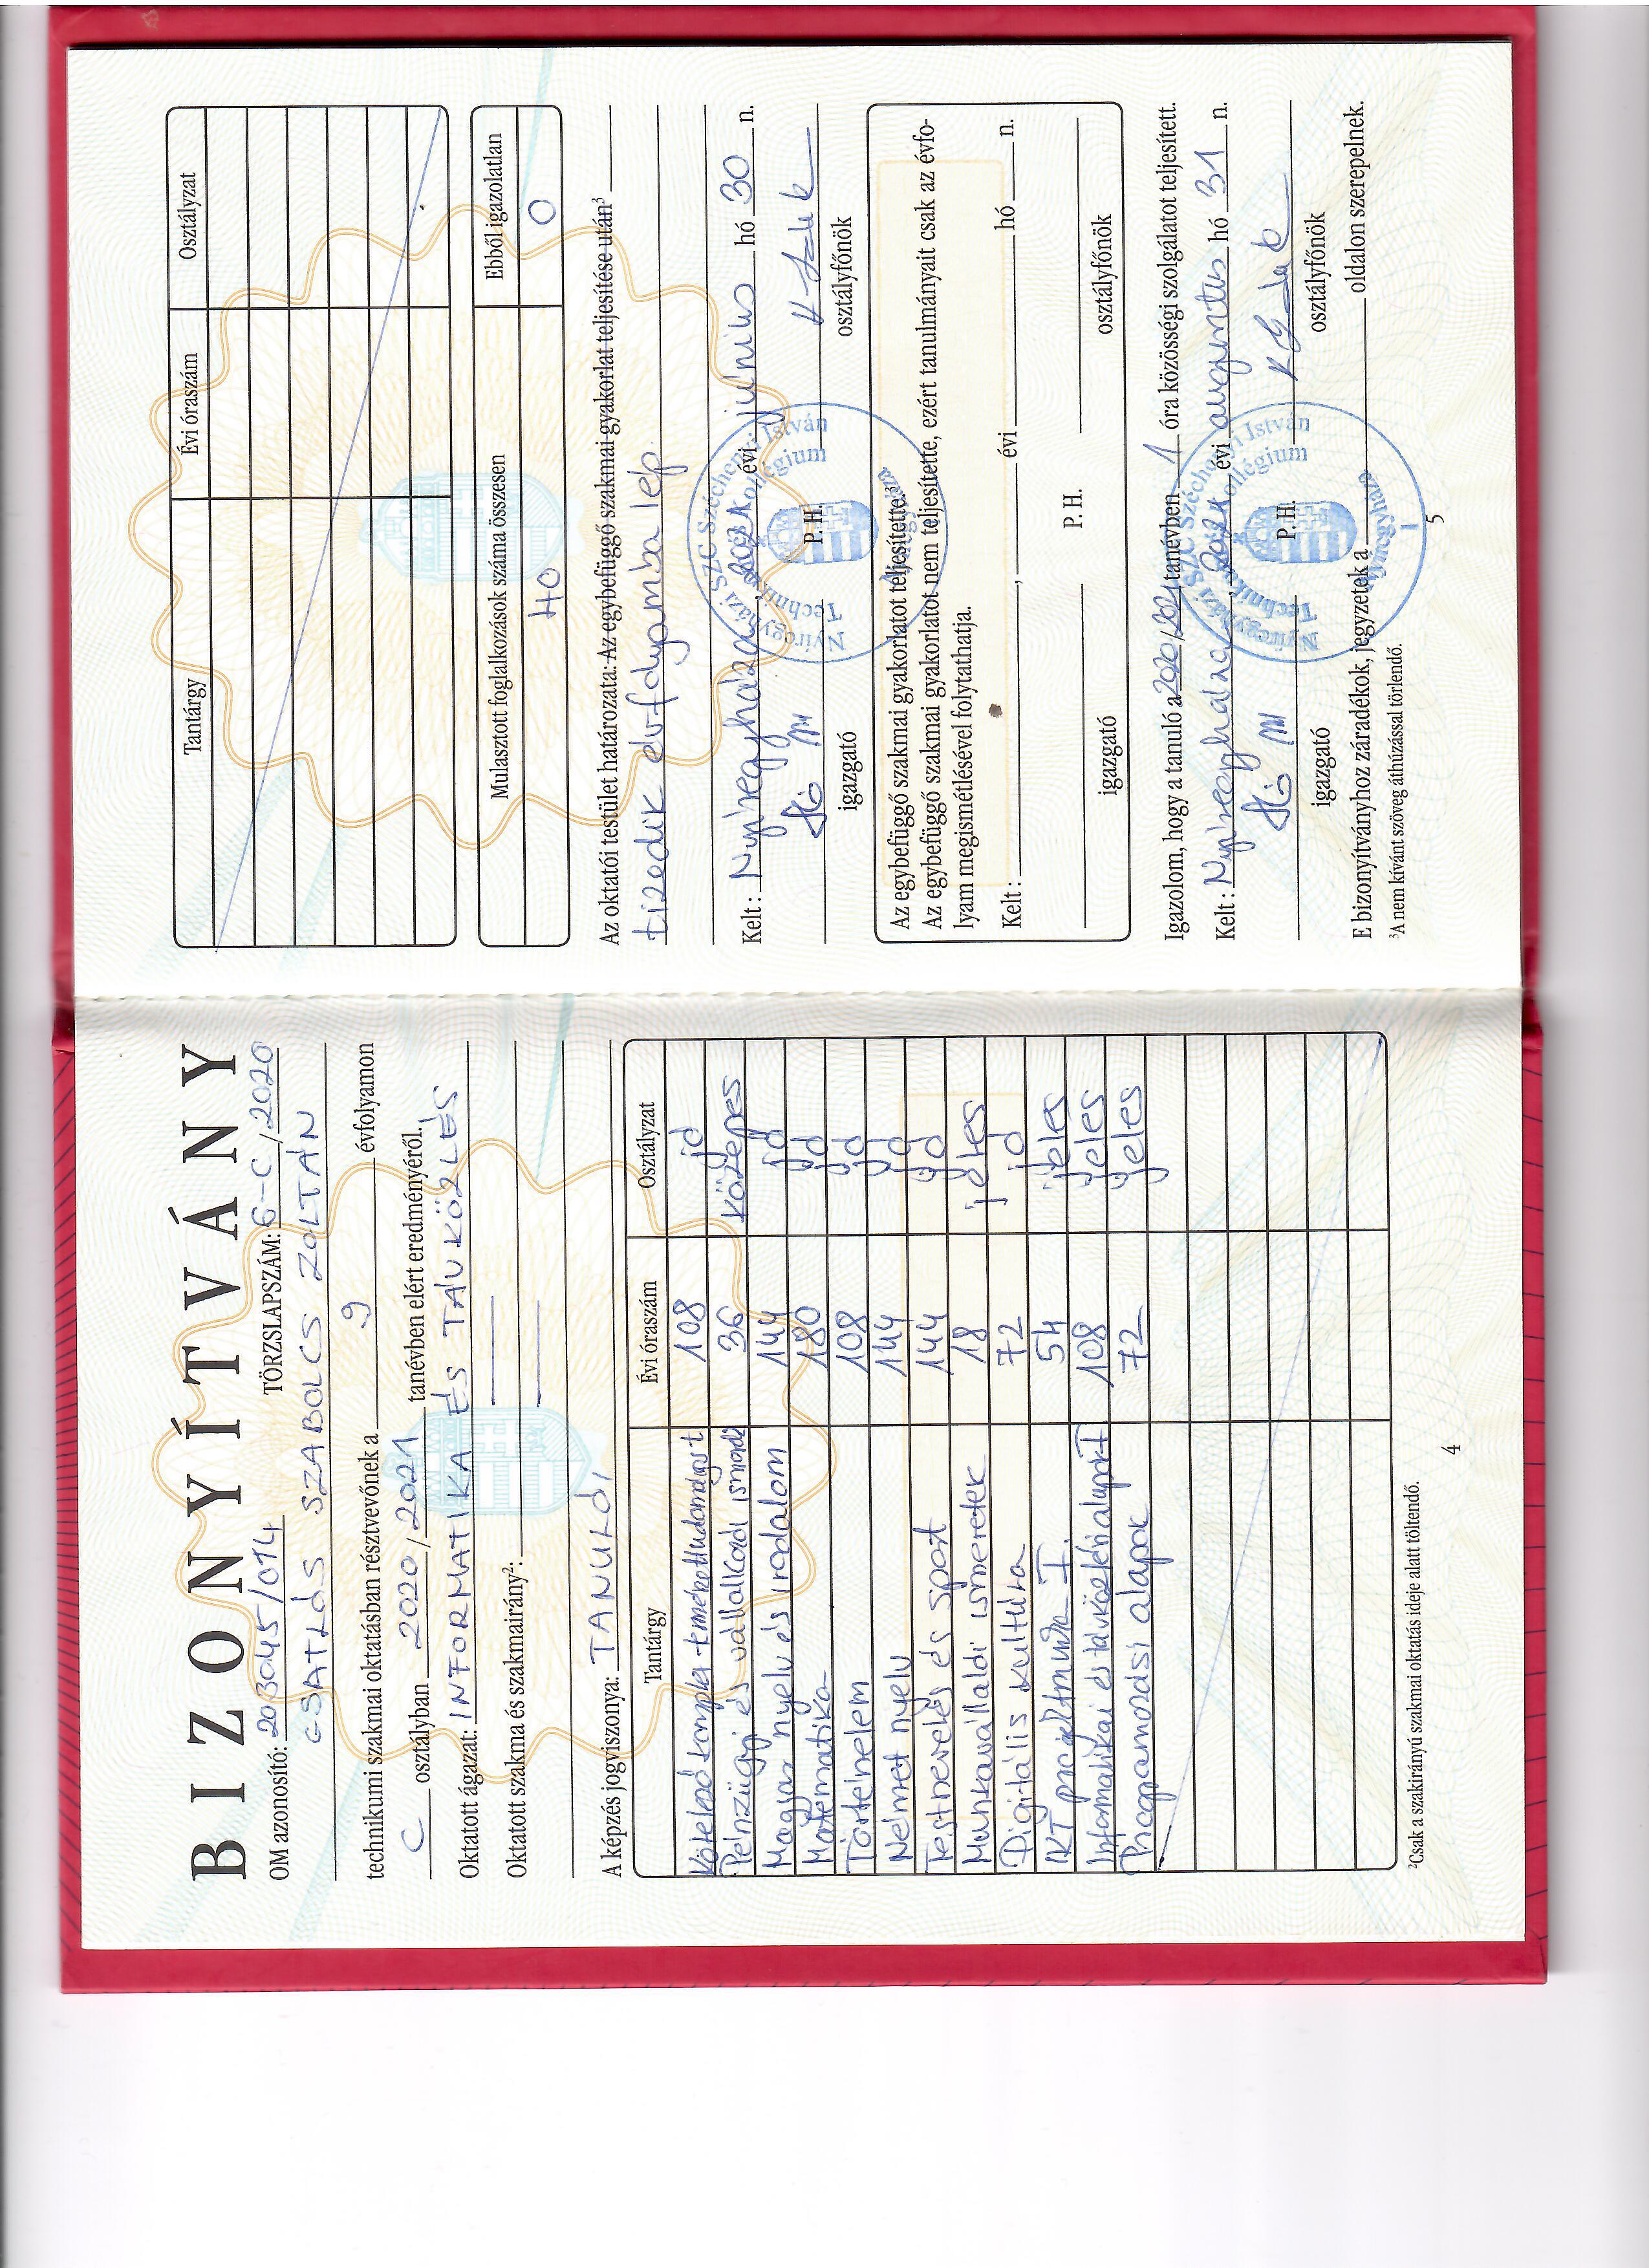 BIZONYÍTVÁNY
OM azonosító: 203045/014 TÖRZSLAPSZÁM: 6-C/2020
CSATLÓS SZABOLCS ZOLTÁN
technikumi szakmai oktatásban résztvevőnek a 9 évfolyamon
C osztályban 2020/2021 tanévben elért eredményéről.
Oktatott ágazat: INFORMATIKA ÉS TÁVKÖZLÉS
Oktatott szakma és szakmairány²:
A képzés jogviszonya: TANULÓI
Tantárgy Évi óraszám Osztályzat
Kötelező komplex természettudományos t 108 jó
Pénzügyi és vállalkozói ismeretek 36 közepes
Magyar nyelv és irodalom 144 jó
Matematika 180 jó
Történelem 108 jó
Német nyelv 144 jó
Testnevelés és sport 144 jó
Munkavállalói ismeretek 18 jeles
Digitális kultúra 72 jó
IKT projektmunka I. 54 jeles
Informatikai és távközlési alapok I 108 jeles
Programozási alapok 72 jeles
²Csak a szakirányú szakmai oktatás ideje alatt töltendő.
4
Tantárgy Évi óraszám Osztályzat
Mulasztott foglalkozások száma összesen Ebből igazolatlan
40 0
Az oktatói testület határozata: Az egybefüggő szakmai gyakorlat teljesítése után³
tizedik évfolyamba lép
Kelt: Nyíregyháza, 2021 évi június hó 30 n.
P. H.
igazgató osztályfőnök
Nyíregyházi SZC Széchenyi István
Technikum és Kollégium
Nyíregyháza
Az egybefüggő szakmai gyakorlatot teljesítette.³
Az egybefüggő szakmai gyakorlatot nem teljesítette, ezért tanulmányait csak az évfo-
lyam megismétlésével folytathatja.
Kelt: , évi hó n.
P. H.
igazgató osztályfőnök
Igazolom, hogy a tanuló a 2020/2021 tanévben 1 óra közösségi szolgálatot teljesített.
Kelt: Nyíregyháza, 2021 évi augusztus hó 31 n.
P. H.
igazgató osztályfőnök
Nyíregyházi SZC Széchenyi István
Technikum és Kollégium
Nyíregyháza
1
E bizonyítványhoz záradékok, jegyzetek a oldalon szerepelnek.
³A nem kívánt szöveg áthúzással törlendő.
5